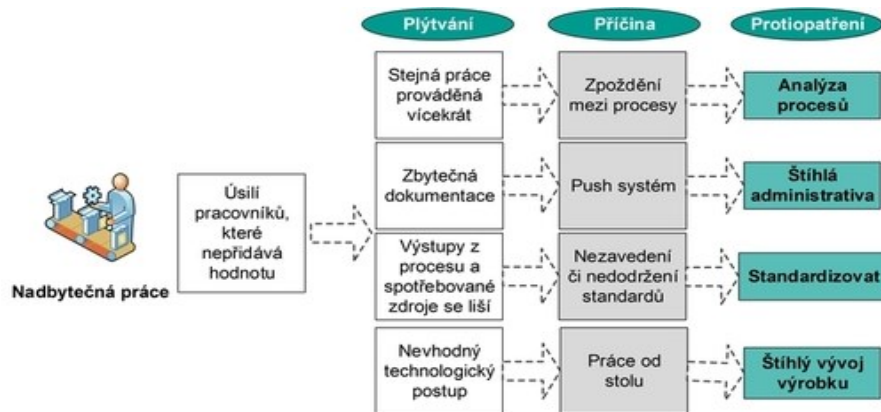 Plýtvání
Příčina
Protiopatření
Stejná práce
prováděná
vícekrát
Zpoždění
mezi procesy
Analýza
procesů
Úsilí
pracovníků,
které
nepřidává
hodnotu
Nadbytečná práce
Zbytečná
dokumentace
Push systém
Štíhlá
administrativa
Výstupy z
procesu a
spotřebované
zdroje se liší
Nezavedení
či nedodržení
standardů
Standardizovat
Nevhodný
technologický
postup
Práce od
stolu
Štíhlý vývoj
výrobku